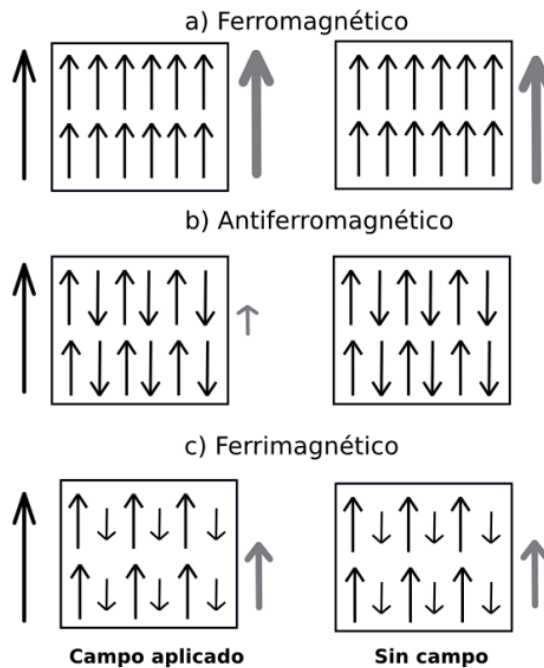 a) Ferromagnético
b) Antiferromagnético
c) Ferrimagnético
Campo aplicado
Sin campo